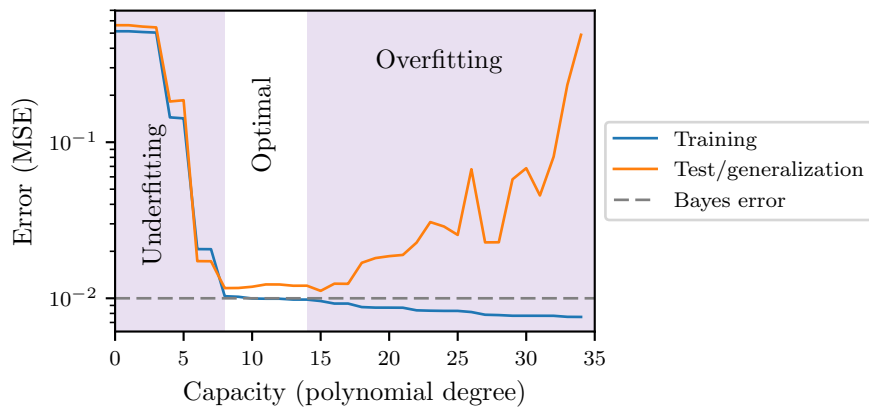 Error (MSE)
10⁻¹
10⁻²
Underfitting
Optimal
Overfitting
0 5 10 15 20 25 30 35
Capacity (polynomial degree)
Training
Test/generalization
Bayes error